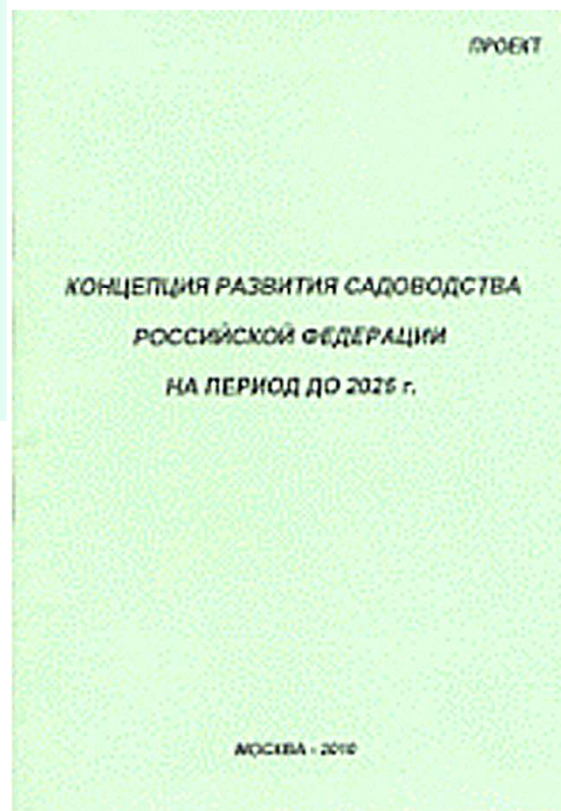 ПРОЕКТ
КОНЦЕПЦИЯ РАЗВИТИЯ САДОВОДСТВА
РОССИЙСКОЙ ФЕДЕРАЦИИ
НА ПЕРИОД ДО 2025 г.
МОСКВА - 2010